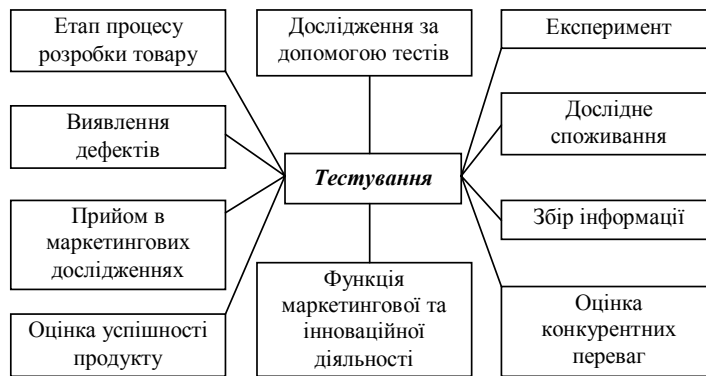 Етап процесу
розробки товару
Дослідження за
допомогою тестів
Експеримент
Виявлення
дефектів
Дослідне
споживання
Тестування
Прийом в
маркетингових
дослідженнях
Збір інформації
Функція
маркетингової та
інноваційної
діяльності
Оцінка успішності
продукту
Оцінка
конкурентних
переваг